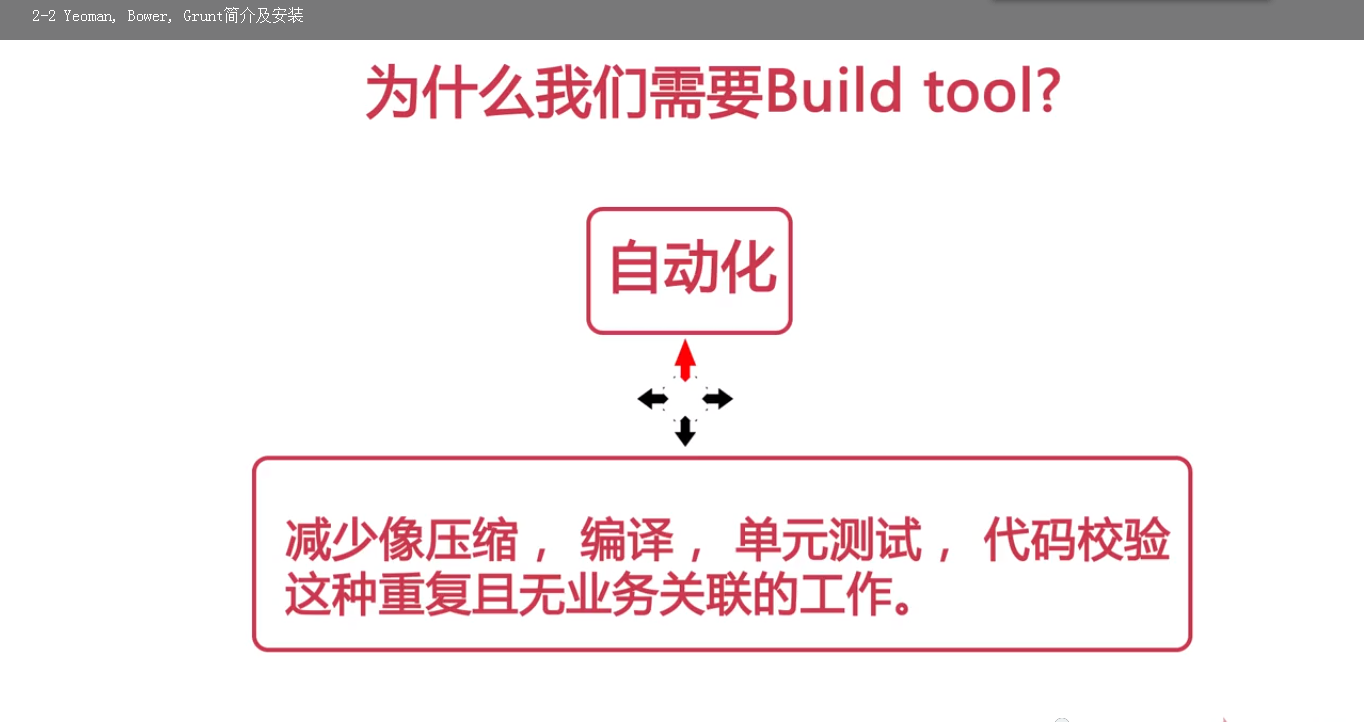 2-2 Yeoman, Bower, Grunt简介及安装
为什么我们需要Build tool?
自动化
减少像压缩， 编译， 单元测试， 代码校验
这种重复且无业务关联的工作。